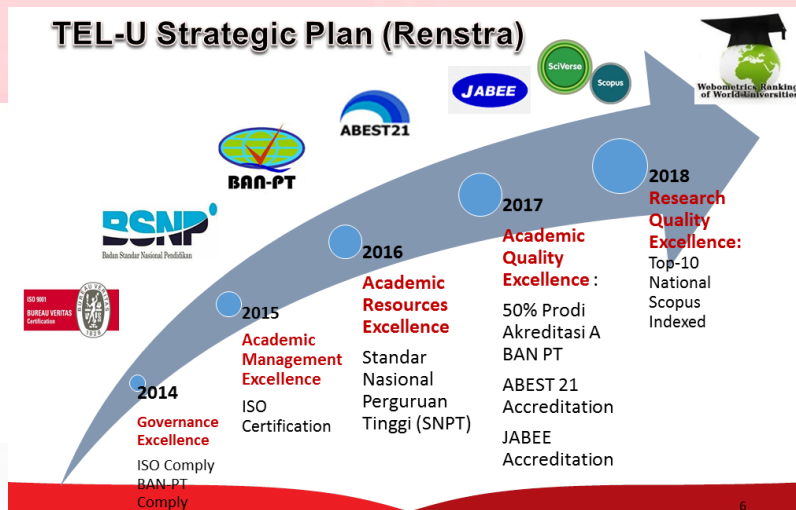 TEL-U Strategic Plan (Renstra)
SciVerse
Scopus
JABEE
Webometrics Ranking
of World Universities
ABEST21
BAN-PT
BSNP
Badan Standar Nasional Pendidikan
ISO 9001
BUREAU VERITAS
Certification
BUREAU VERITAS
1828
2014
Governance
Excellence
ISO Comply
BAN-PT
Comply
2015
Academic
Management
Excellence
ISO
Certification
2016
Academic
Resources
Excellence
Standar
Nasional
Perguruan
Tinggi (SNPT)
2017
Academic
Quality
Excellence :
50% Prodi
Akreditasi A
BAN PT
ABEST 21
Accreditation
JABEE
Accreditation
2018
Research
Quality
Excellence:
Top-10
National
Scopus
Indexed
6